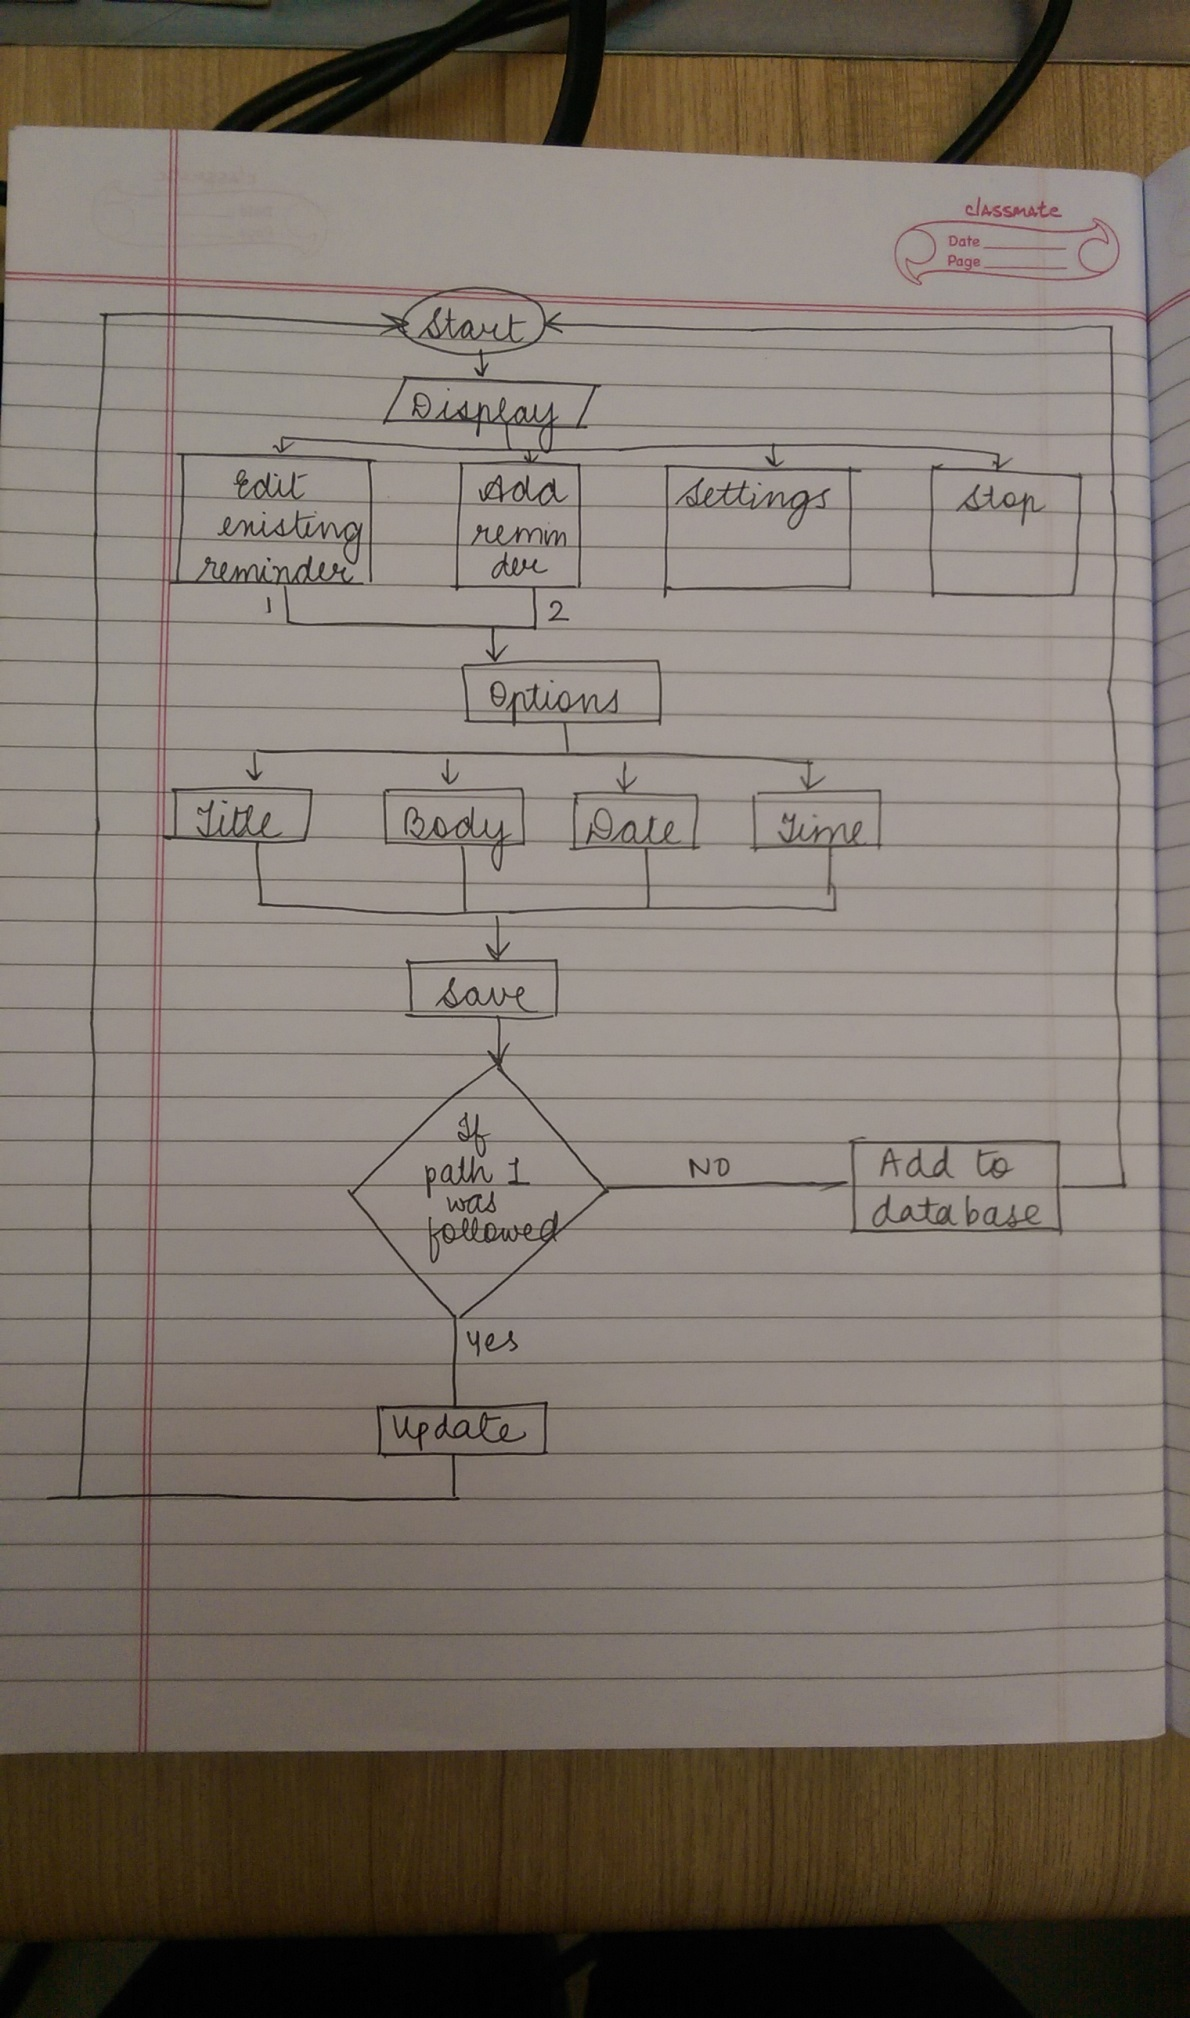 classmate
Date
Page
Start
Display
Edit
existing
reminder
Add
remin
der
Settings
Stop
1
2
Options
Title
Body
Date
Time
Save
If
path 1
was
followed
NO
Add to
database
yes
Update